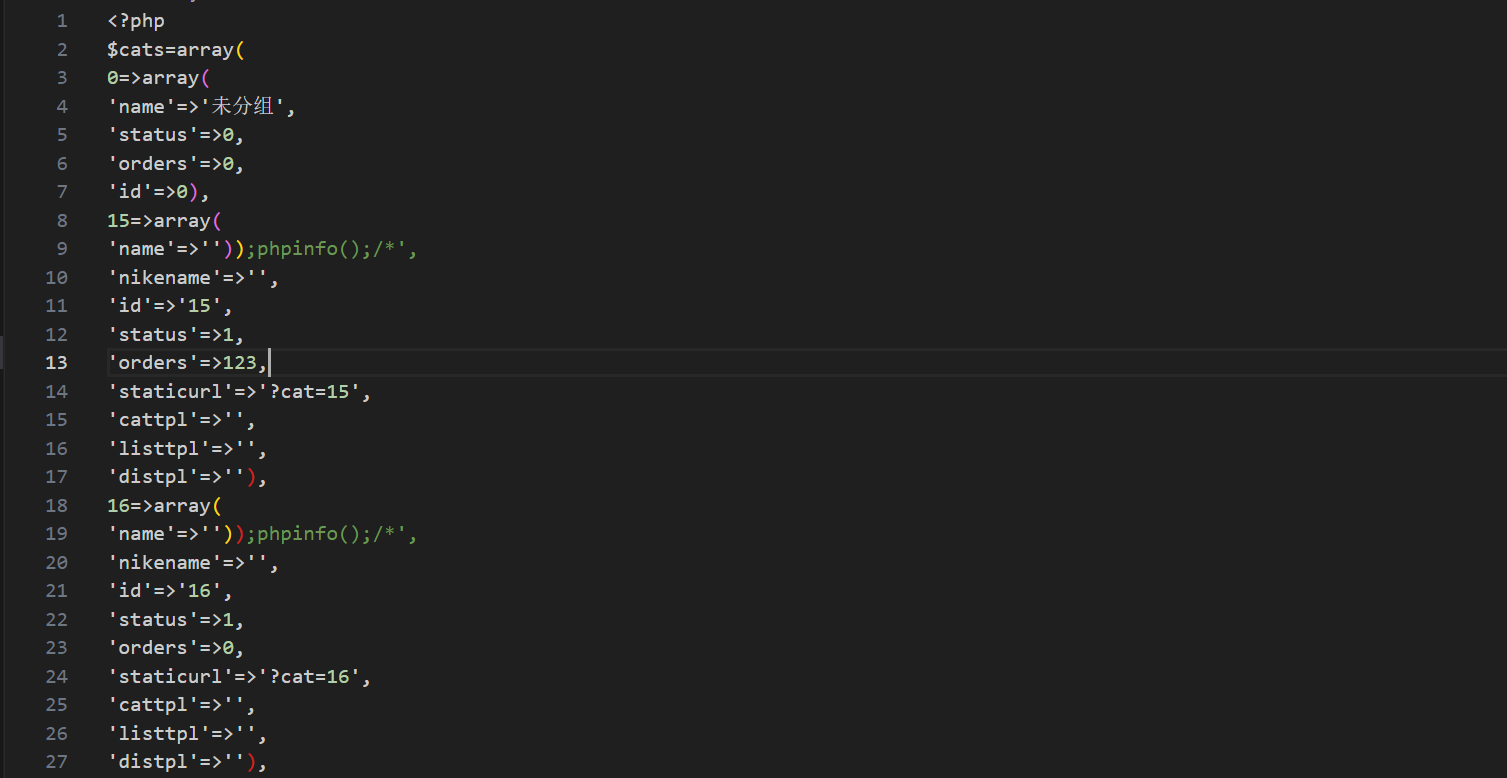 1 <?php
2 $cats=array(
3 0=>array(
4 'name'=>'未分组',
5 'status'=>0,
6 'orders'=>0,
7 'id'=>0),
8 15=>array(
9 'name'=>''));phpinfo();/*',
10 'nikename'=>'',
11 'id'=>'15',
12 'status'=>1,
13 'orders'=>123,
14 'staticurl'=>'?cat=15',
15 'cattpl'=>'',
16 'listtpl'=>'',
17 'distpl'=>''),
18 16=>array(
19 'name'=>''));phpinfo();/*',
20 'nikename'=>'',
21 'id'=>'16',
22 'status'=>1,
23 'orders'=>0,
24 'staticurl'=>'?cat=16',
25 'cattpl'=>'',
26 'listtpl'=>'',
27 'distpl'=>''),